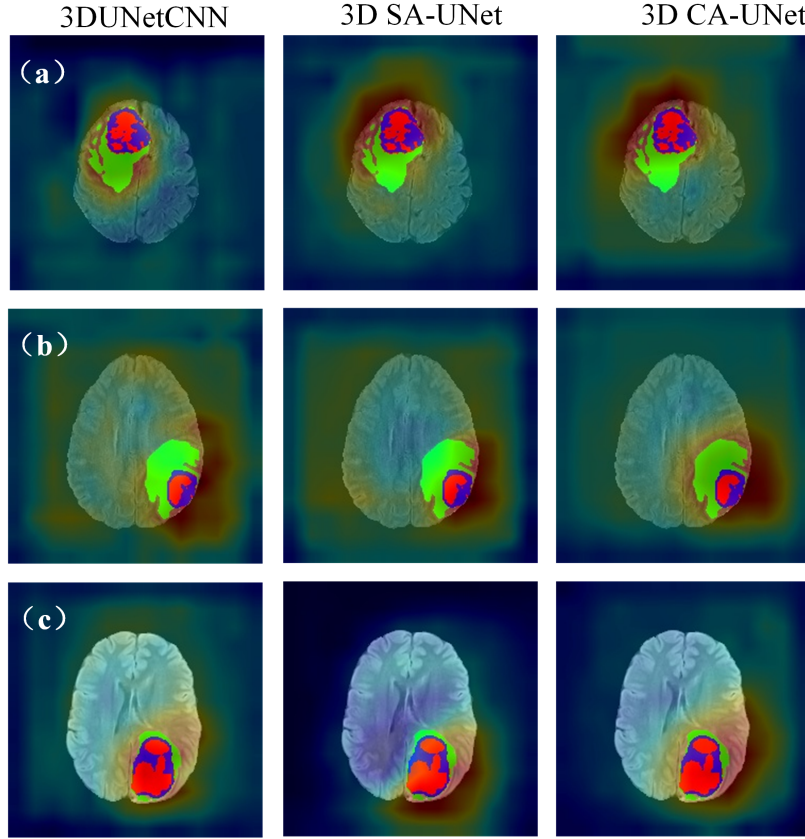 3DUNetCNN 3D SA-UNet 3D CA-UNet
（a）
（b）
（c）